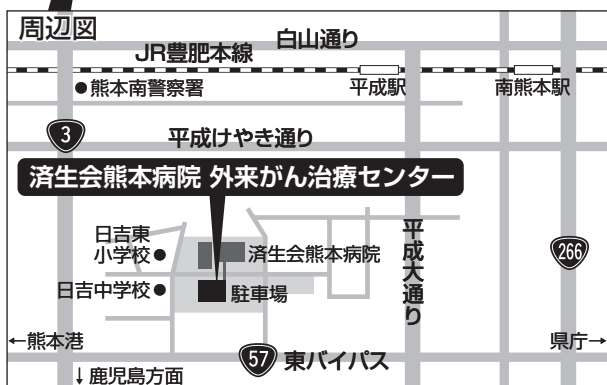 周辺図
白山通り
JR豊肥本線
平成駅
南熊本駅
●熊本南警察署
3
平成けやき通り
済生会熊本病院 外来がん治療センター
日吉東
小学校●
済生会熊本病院
平成大通り
266
日吉中学校●
駐車場
←熊本港
県庁→
57 東バイパス
↓鹿児島方面